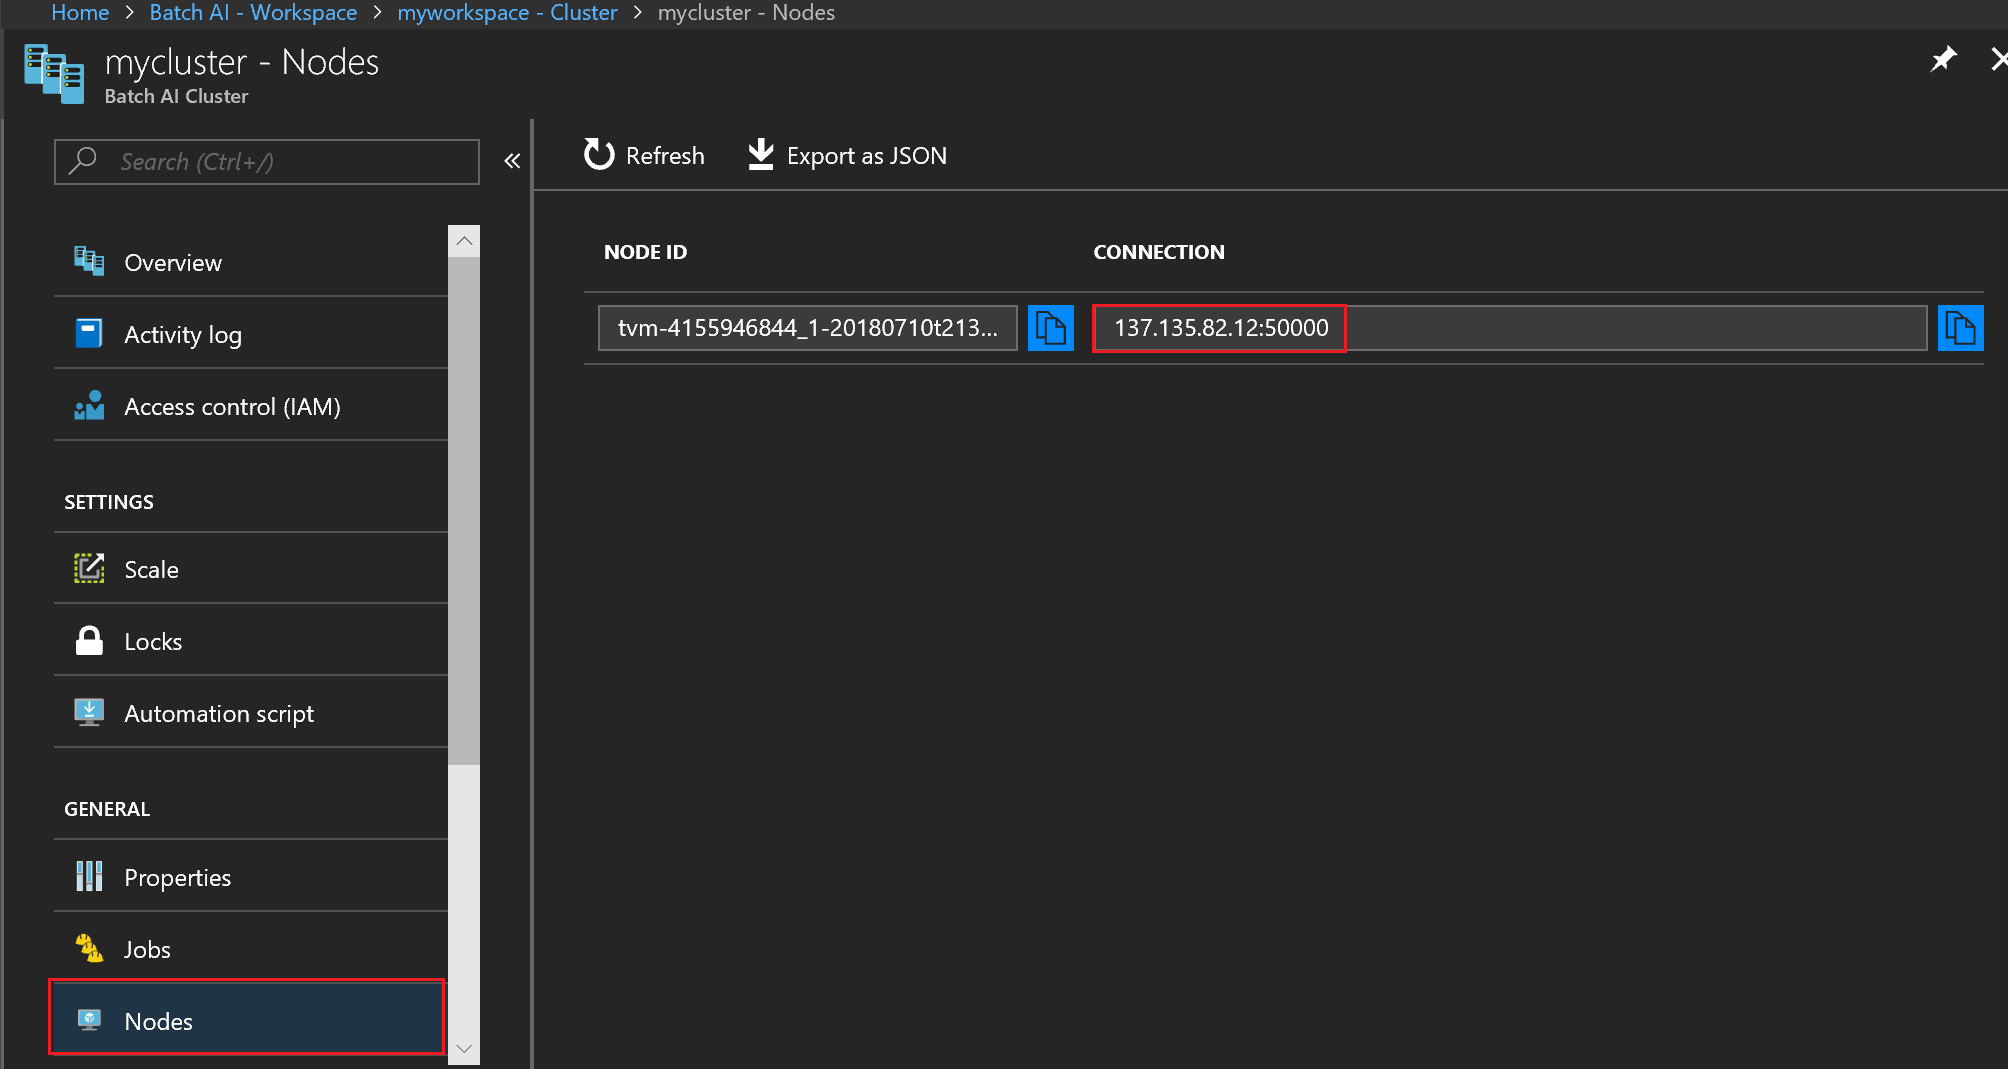 Home > Batch AI - Workspace > myworkspace - Cluster > mycluster - Nodes
mycluster - Nodes
Batch AI Cluster
Search (Ctrl+/)
«
Refresh
Export as JSON
Overview
Activity log
Access control (IAM)
SETTINGS
Scale
Locks
Automation script
GENERAL
Properties
Jobs
Nodes
NODE ID
CONNECTION
tvm-4155946844_1-20180710t213...
137.135.82.12:50000